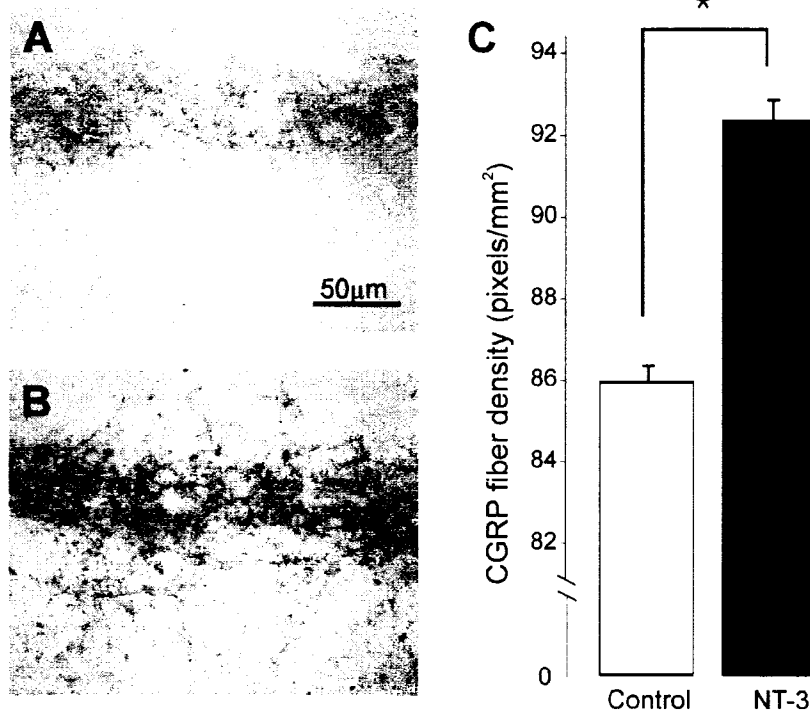 A
50μm
B
C
*
CGRP fiber density (pixels/mm²)
94
92
90
88
86
84
82
0
Control
NT-3